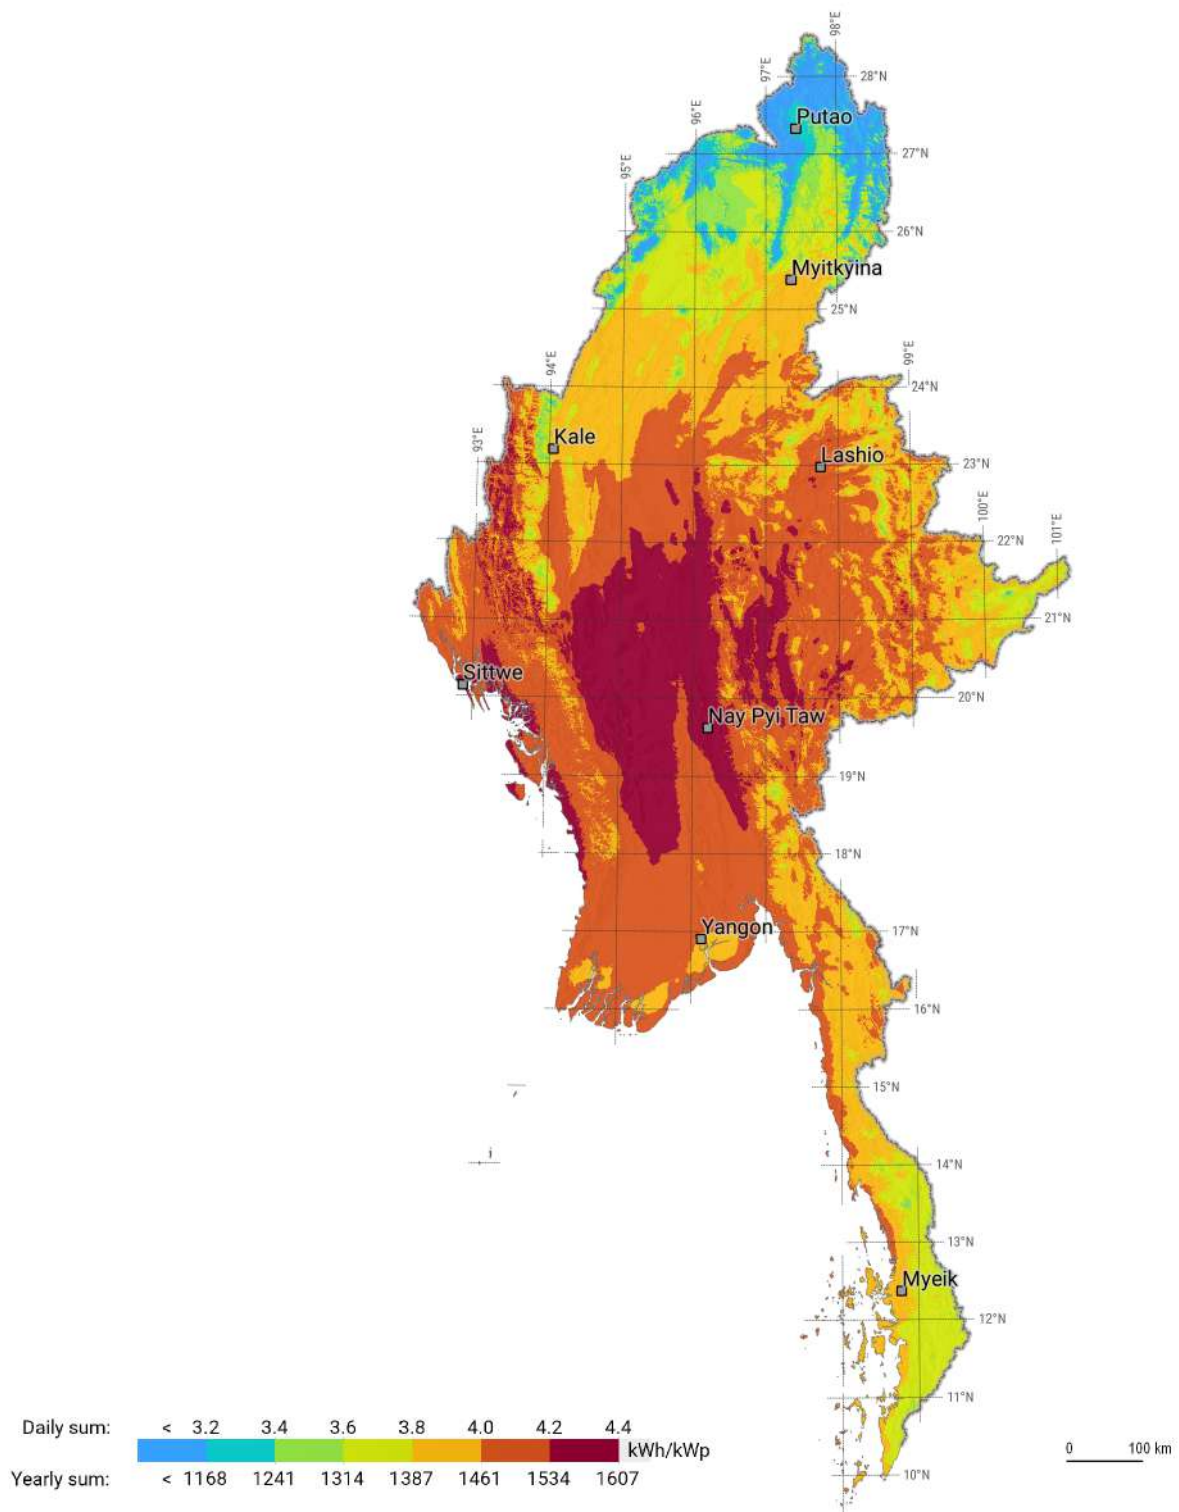 98°E
97°E
28°N
96°E
Putao
95°E
27°N
26°N
Myitkyina
25°N
94°E
99°E
24°N
93°E
Kale
Lashio
23°N
100°E
101°E
22°N
21°N
Sittwe
20°N
Nay Pyi Taw
19°N
18°N
Yangon
17°N
16°N
15°N
14°N
13°N
Myeik
12°N
11°N
Daily sum: < 3.2 3.4 3.6 3.8 4.0 4.2 4.4
kWh/kWp
0 100 km
Yearly sum: < 1168 1241 1314 1387 1461 1534 1607
10°N